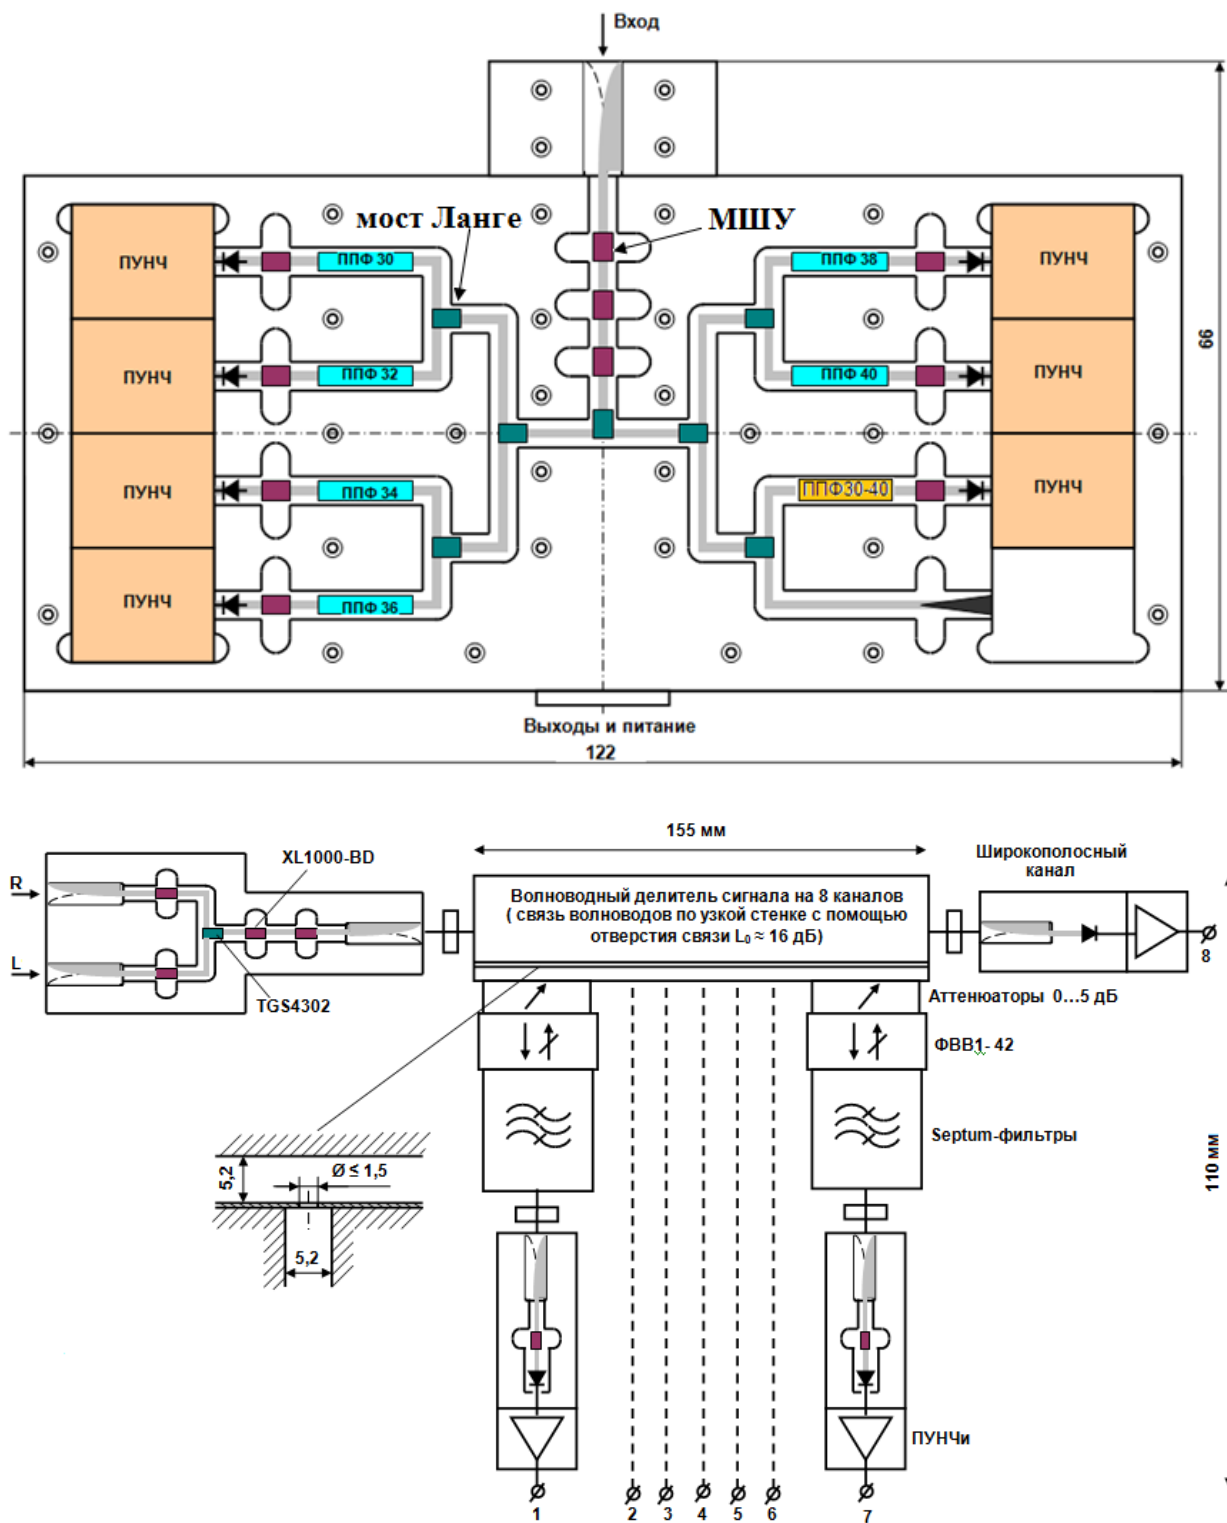 Вход
мост Ланге
МШУ
ПУНЧ
ППФ 30
ППФ 38
ПУНЧ
66
ПУНЧ
ППФ 32
ППФ 40
ПУНЧ
ПУНЧ
ППФ 34
ППФ30-40
ПУНЧ
ПУНЧ
ППФ 36
Выходы и питание
122
155 мм
XL1000-BD
Широкополосный
канал
R
Волноводный делитель сигнала на 8 каналов
( связь волноводов по узкой стенке с помощью
отверстия связи L₀ ≈ 16 дБ)
L
8
TGS4302
Аттенюаторы 0...5 дБ
ФВВ1- 42
Septum-фильтры
110 мм
5,2
Ø ≤ 1,5
5,2
ПУНЧи
1
2
3
4
5
6
7